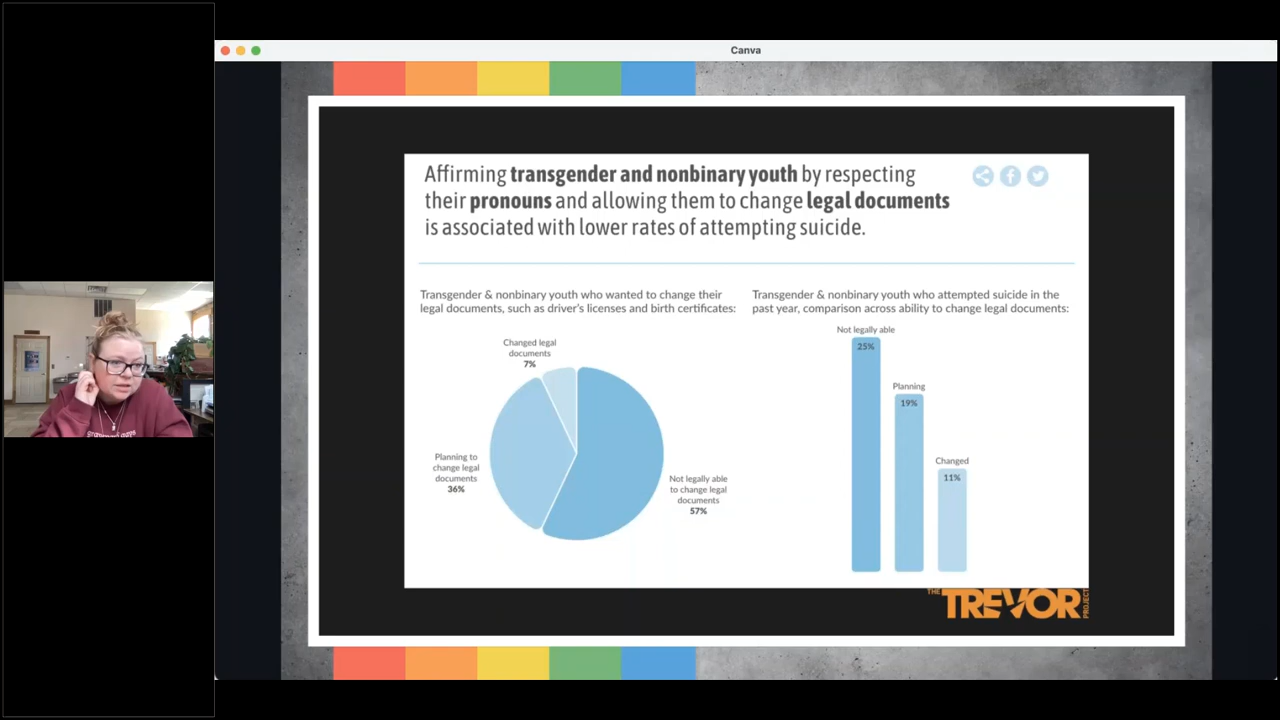 Canva
Affirming transgender and nonbinary youth by respecting
their pronouns and allowing them to change legal documents
is associated with lower rates of attempting suicide.
Transgender & nonbinary youth who wanted to change their
legal documents, such as driver's licenses and birth certificates:
Changed legal
documents
7%
Planning to
change legal
documents
36%
Not legally able
to change legal
documents
57%
Transgender & nonbinary youth who attempted suicide in the
past year, comparison across ability to change legal documents:
Not legally able
25%
Planning
19%
Changed
11%
THE
TREVOR
PROJECT